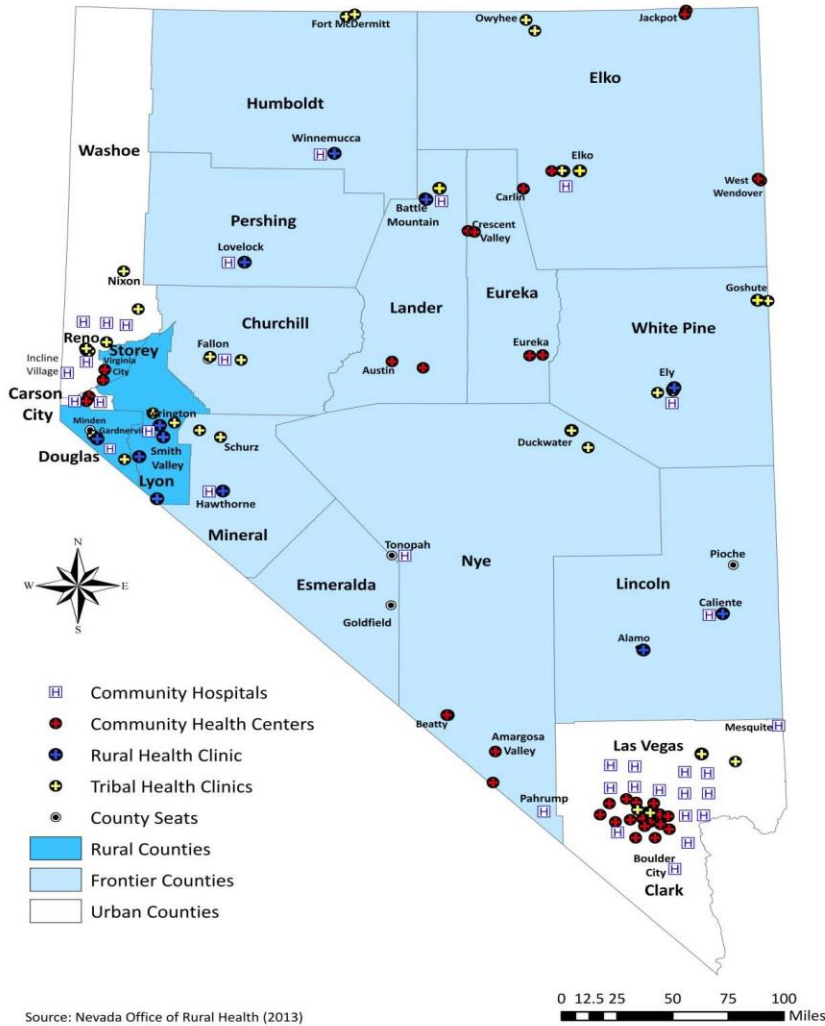 Fort McDermitt
Owyhee
Jackpot
Elko
Humboldt
Winnemucca
H
Washoe
Elko
H
Carlin
West
Wendover
Battle
Mountain
H
Pershing
Lovelock
H
Crescent
Valley
Nixon
Goshute
Lander
Eureka
Churchill
White Pine
H H H
Reno
Storey
Fallon
H
Eureka
Virginia
City
H
Incline
Village
H
Austin
Ely
H
Carson
City
H H
Minden
Gardnervil
H
Smith
Valley
Schurz
Duckwater
Douglas
H
Lyon
H
Hawthorne
Mineral
N
W E
S
Tonopah
H
Nye
Esmeralda
Goldfield
Pioche
Lincoln
Caliente
H
Alamo
Beatty
Amargosa
Valley
Pahrump
H
Mesquite H
Las Vegas
H H H H
H H H H H
H H
H H
Boulder
City
H
Clark
H Community Hospitals
Community Health Centers
Rural Health Clinic
Tribal Health Clinics
County Seats
Rural Counties
Frontier Counties
Urban Counties
Source: Nevada Office of Rural Health (2013)
0 12.5 25 50 75 100
Miles